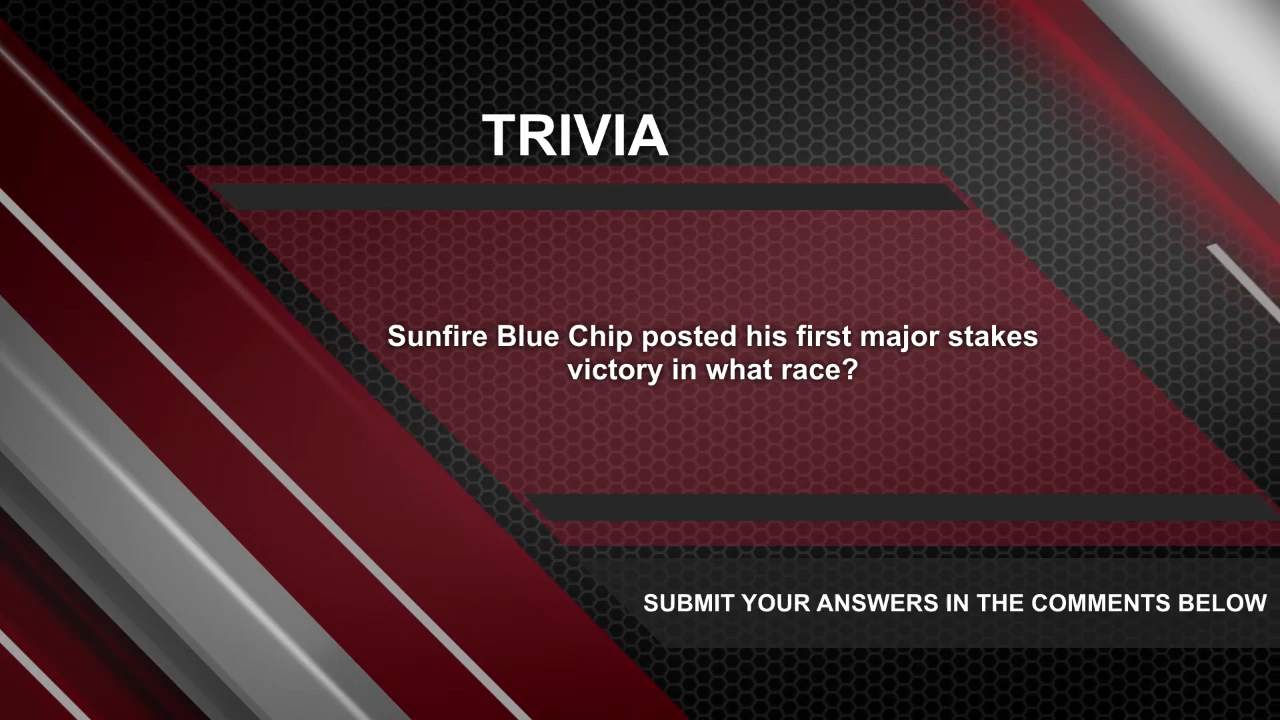 TRIVIA
Sunfire Blue Chip posted his first major stakes
victory in what race?
SUBMIT YOUR ANSWERS IN THE COMMENTS BELOW